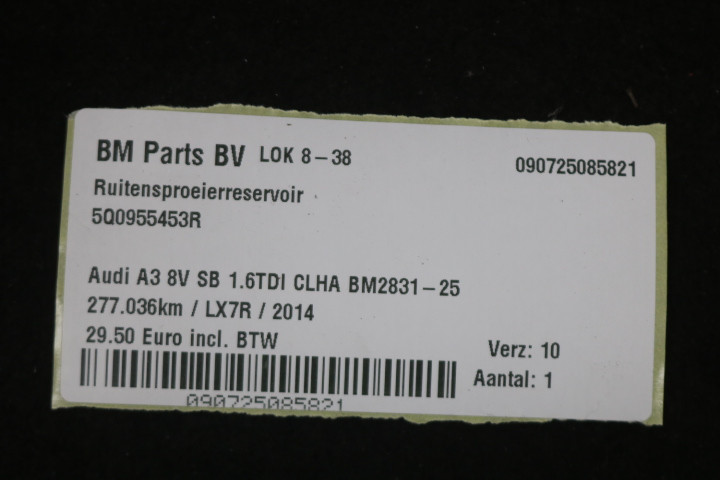 BM Parts BV LOK 8-38 090725085821
Ruitensproeierreservoir
5Q0955453R
Audi A3 8V SB 1.6TDI CLHA BM2831-25
277.036km / LX7R / 2014
29.50 Euro incl. BTW
Verz: 10
Aantal: 1
090725085821